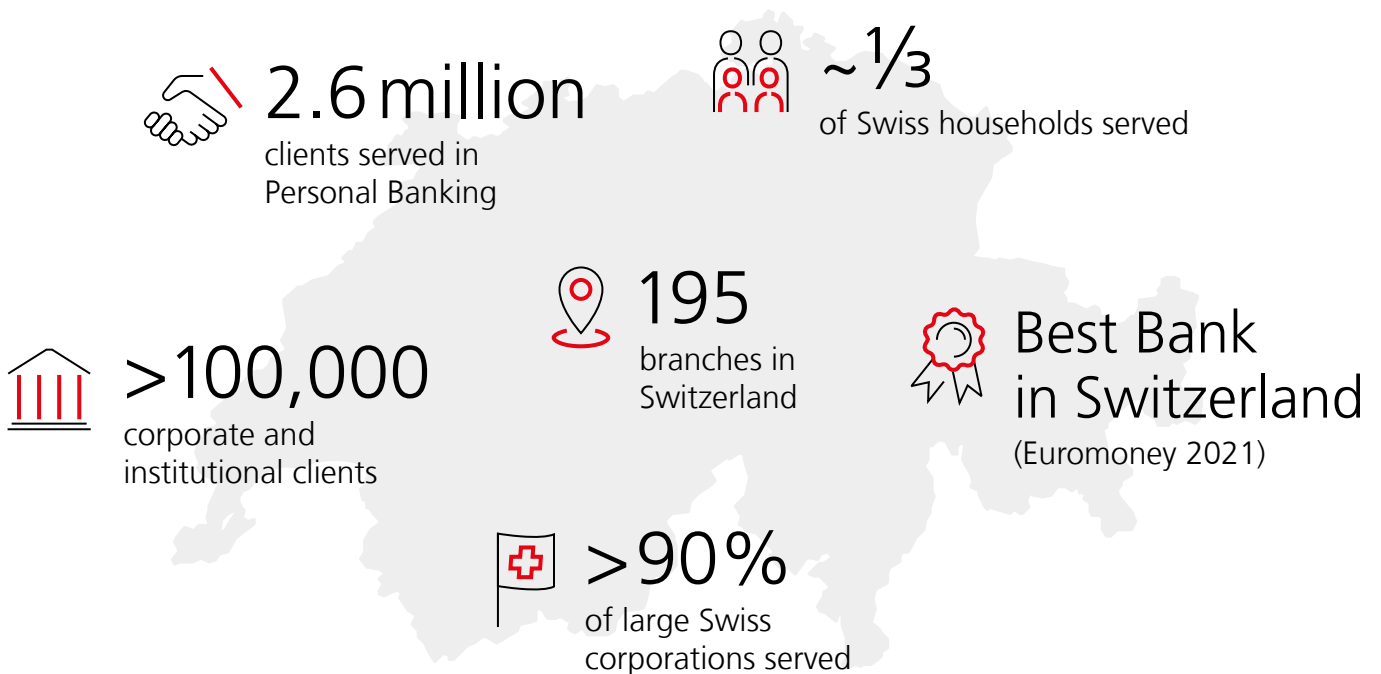 2.6 million
clients served in
Personal Banking
~⅓
of Swiss households served
195
branches in
Switzerland
>100,000
corporate and
institutional clients
Best Bank
in Switzerland
(Euromoney 2021)
>90%
of large Swiss
corporations served